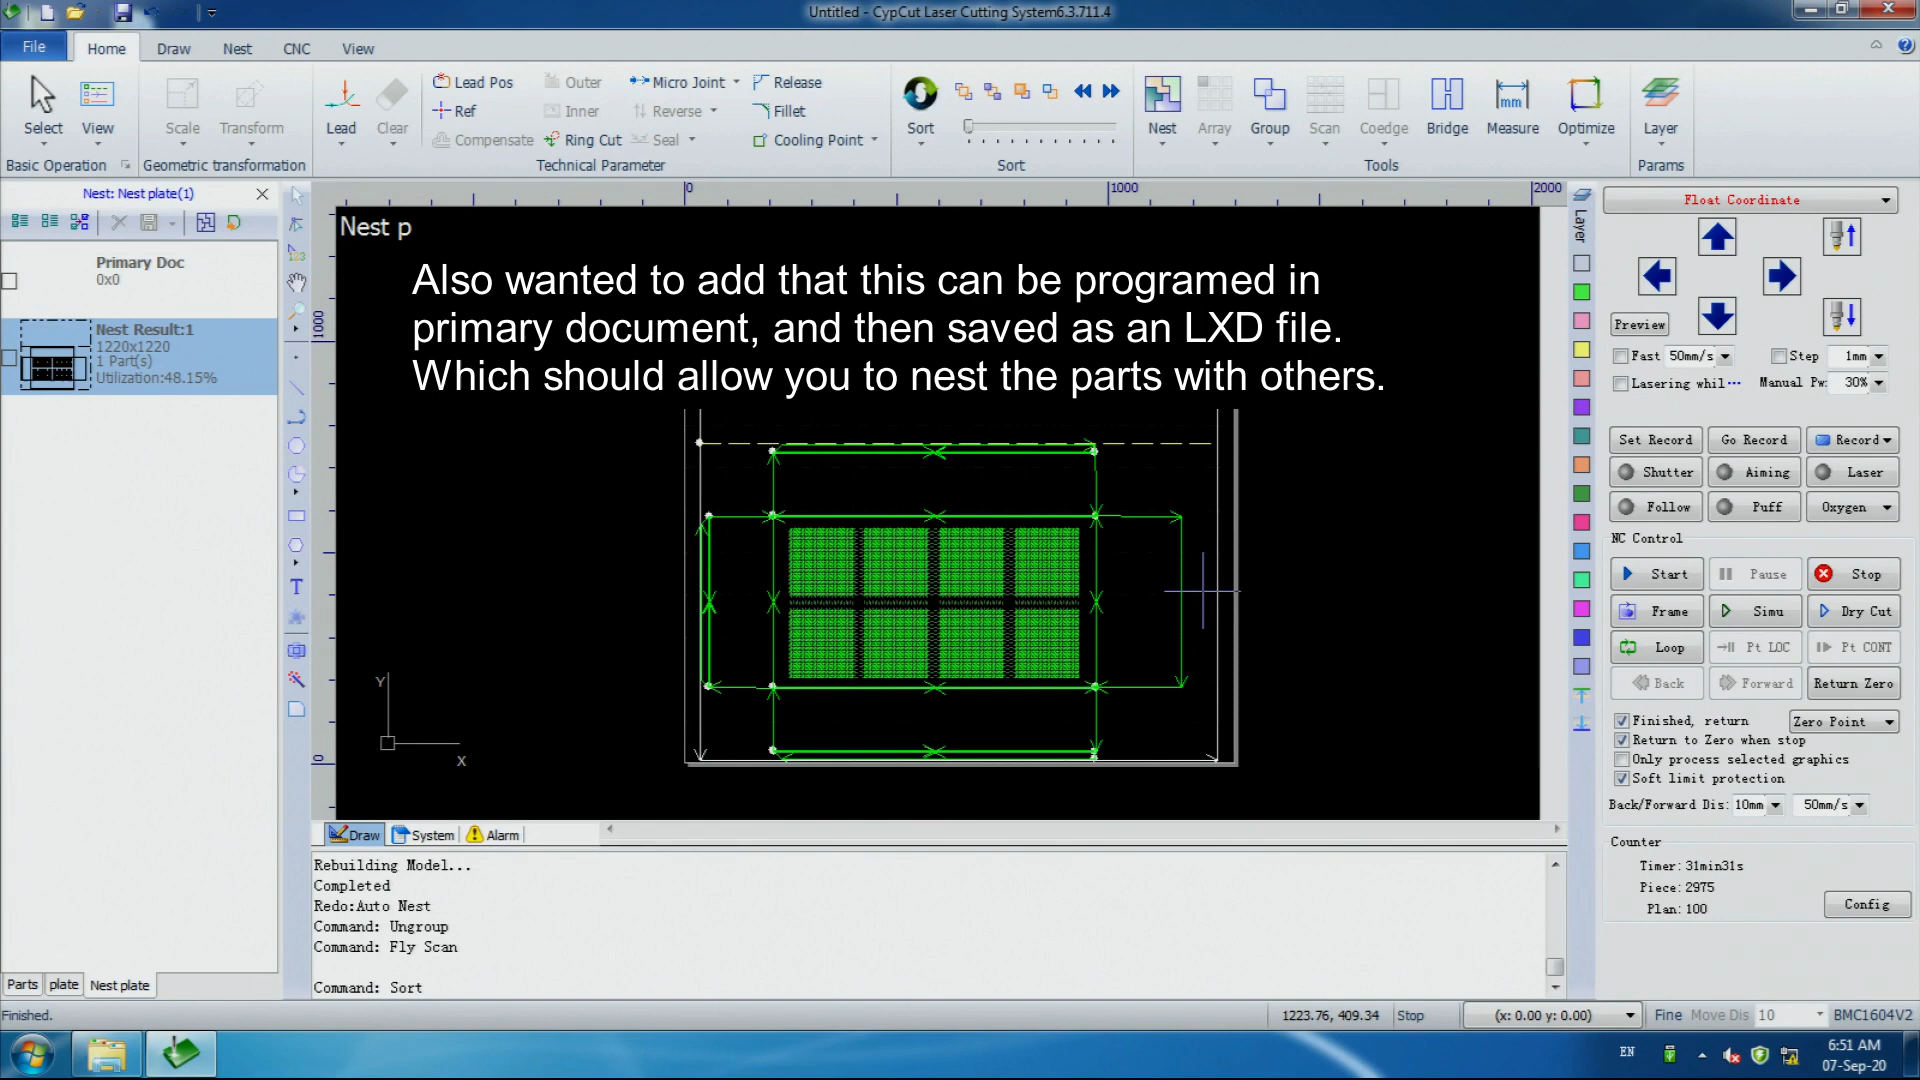 Untitled - CypCut Laser Cutting System6.3.711.4
File Home Draw Nest CNC View
Select View Scale Transform Lead Clear
Lead Pos Outer Micro Joint Release
Ref Inner Reverse Fillet
Compensate Ring Cut Seal Cooling Point
Sort Nest Array Group Scan Coedge Bridge Measure Optimize Layer
mm
Basic Operation Geometric transformation Technical Parameter Sort Tools Params
Nest: Nest plate(1)
Primary Doc
0x0
Nest Result:1
1220x1220
1 Part(s)
Utilization:48.15%
Parts plate Nest plate
0 1000 2000
1000
0
Nest p
Also wanted to add that this can be programed in
primary document, and then saved as an LXD file.
Which should allow you to nest the parts with others.
Y
X
Layer
Draw System Alarm
Rebuilding Model...
Completed
Redo:Auto Nest
Command: Ungroup
Command: Fly Scan
Command: Sort
Float Coordinate
Preview
Fast 50mm/s Step 1mm
Lasering whil... Manual Pw: 30%
Set Record Go Record Record
Shutter Aiming Laser
Follow Puff Oxygen
NC Control
Start Pause Stop
Frame Simu Dry Cut
Loop Pt LOC Pt CONT
Back Forward Return Zero
Finished, return Zero Point
Return to Zero when stop
Only process selected graphics
Soft limit protection
Back/Forward Dis: 10mm 50mm/s
Counter
Timer: 31min31s
Piece: 2975
Plan: 100
Config
Finished. 1223.76, 409.34 Stop (x: 0.00 y: 0.00) Fine Move Dis 10 BMC1604V2
EN 6:51 AM
07-Sep-20